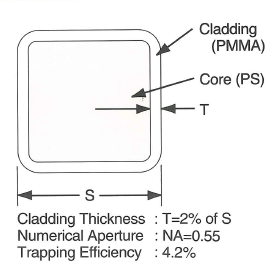 Cladding
(PMMA)
Core (PS)
T
S
Cladding Thickness : T=2% of S
Numerical Aperture : NA=0.55
Trapping Efficiency : 4.2%